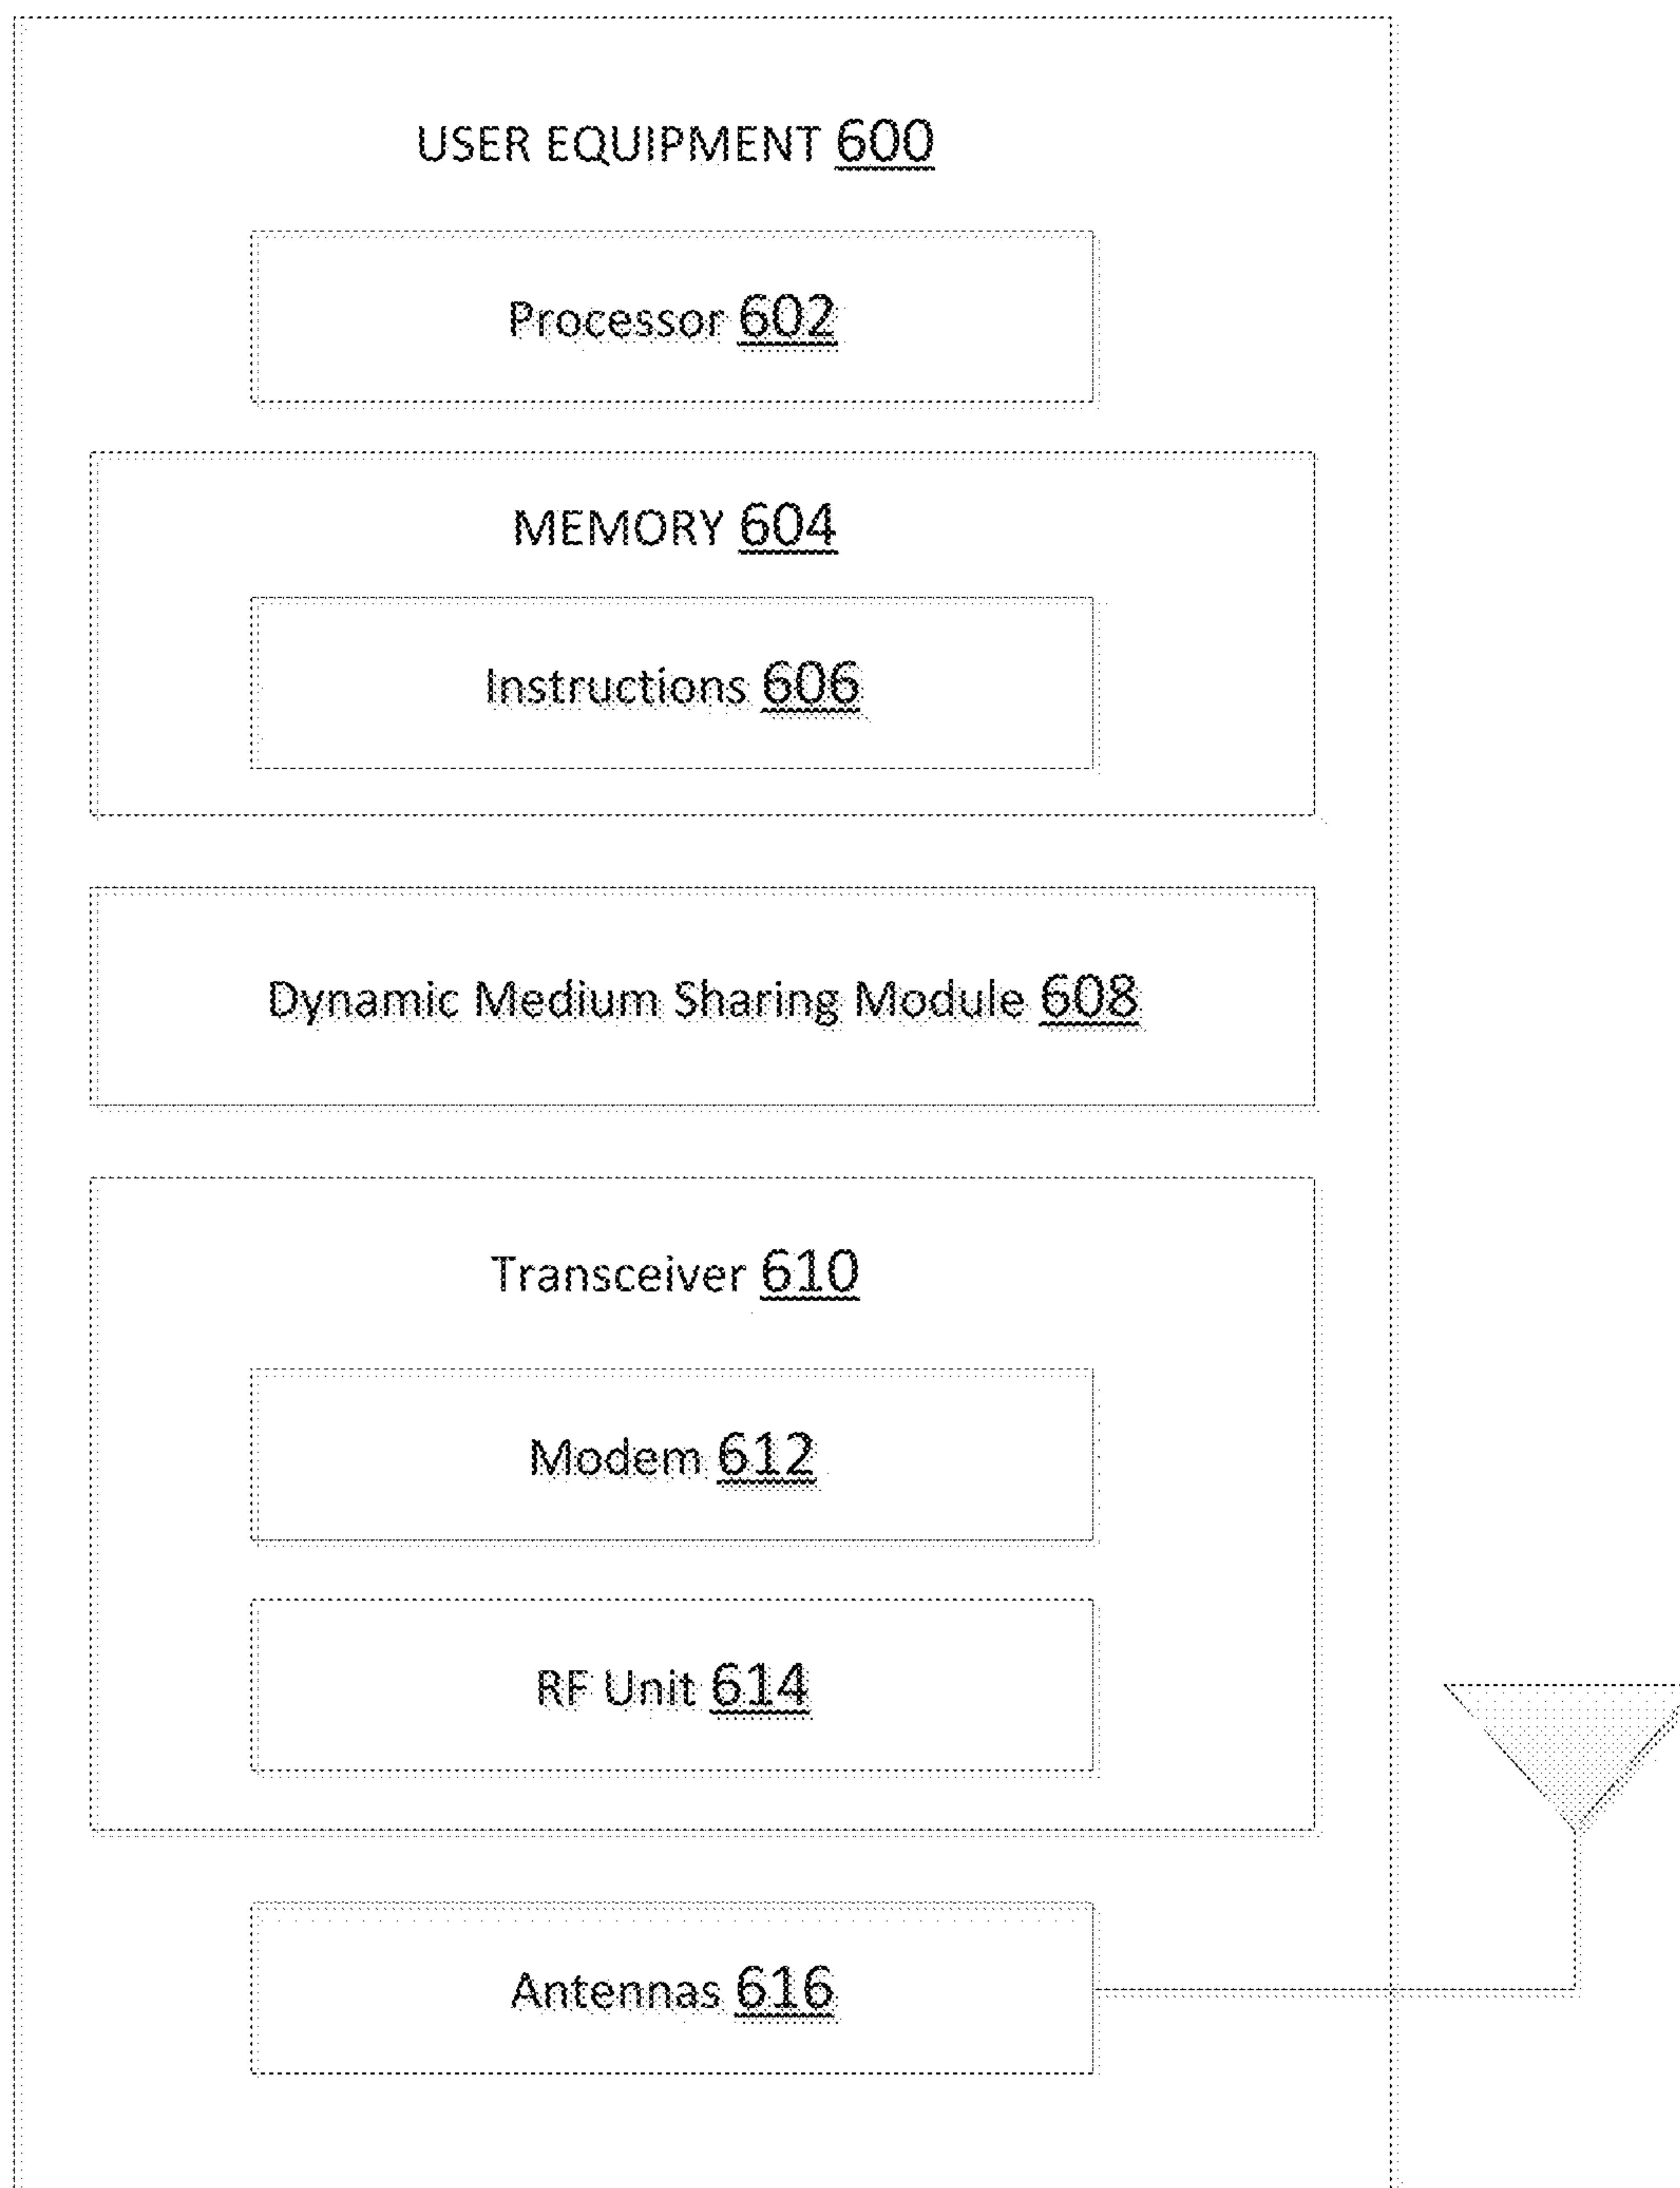 USER EQUIPMENT 600
Processor 602
MEMORY 604
Instructions 606
Dynamic Medium Sharing Module 608
Transceiver 610
Modem 612
RF Unit 614
Antennas 616